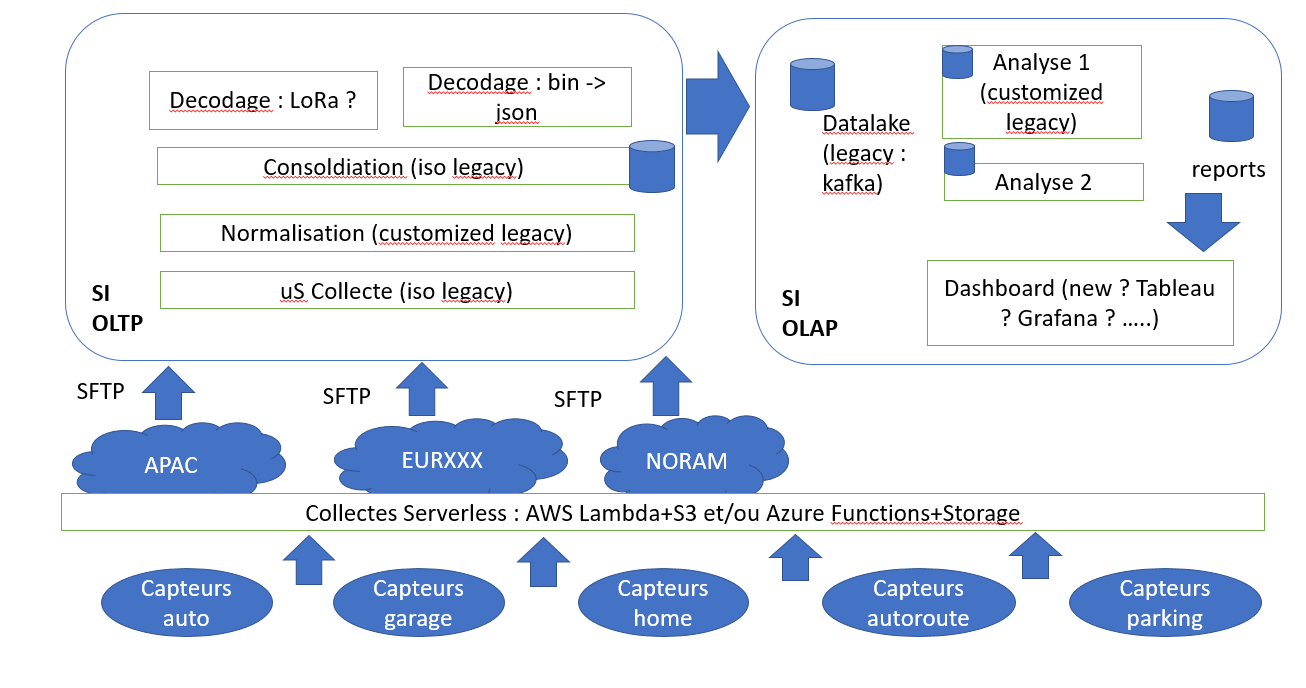 Decodage : LoRa ?
Decodage : bin ->
json
Consoldiation (iso legacy)
Normalisation (customized legacy)
uS Collecte (iso legacy)
SI
OLTP
Datalake
(legacy :
kafka)
Analyse 1
(customized
legacy)
Analyse 2
reports
Dashboard (new ? Tableau
? Grafana ? .....)
SI
OLAP
SFTP
SFTP
SFTP
APAC
EURXXX
NORAM
Collectes Serverless : AWS Lambda+S3 et/ou Azure Functions+Storage
Capteurs
auto
Capteurs
garage
Capteurs
home
Capteurs
autoroute
Capteurs
parking